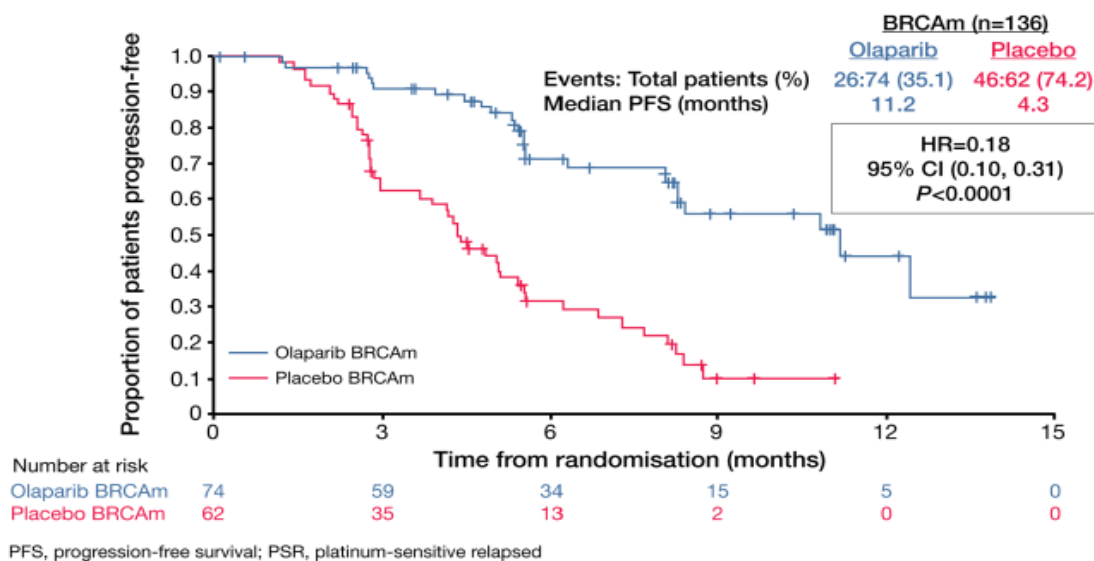 BRCAm (n=136)
Olaparib Placebo
Events: Total patients (%) 26:74 (35.1) 46:62 (74.2)
Median PFS (months) 11.2 4.3
HR=0.18
95% CI (0.10, 0.31)
P<0.0001
Proportion of patients progression-free
1.0
0.9
0.8
0.7
0.6
0.5
0.4
0.3
0.2
0.1
0
Olaparib BRCAm
Placebo BRCAm
0 3 6 9 12 15
Time from randomisation (months)
Number at risk
Olaparib BRCAm 74 59 34 15 5 0
Placebo BRCAm 62 35 13 2 0 0
PFS, progression-free survival; PSR, platinum-sensitive relapsed